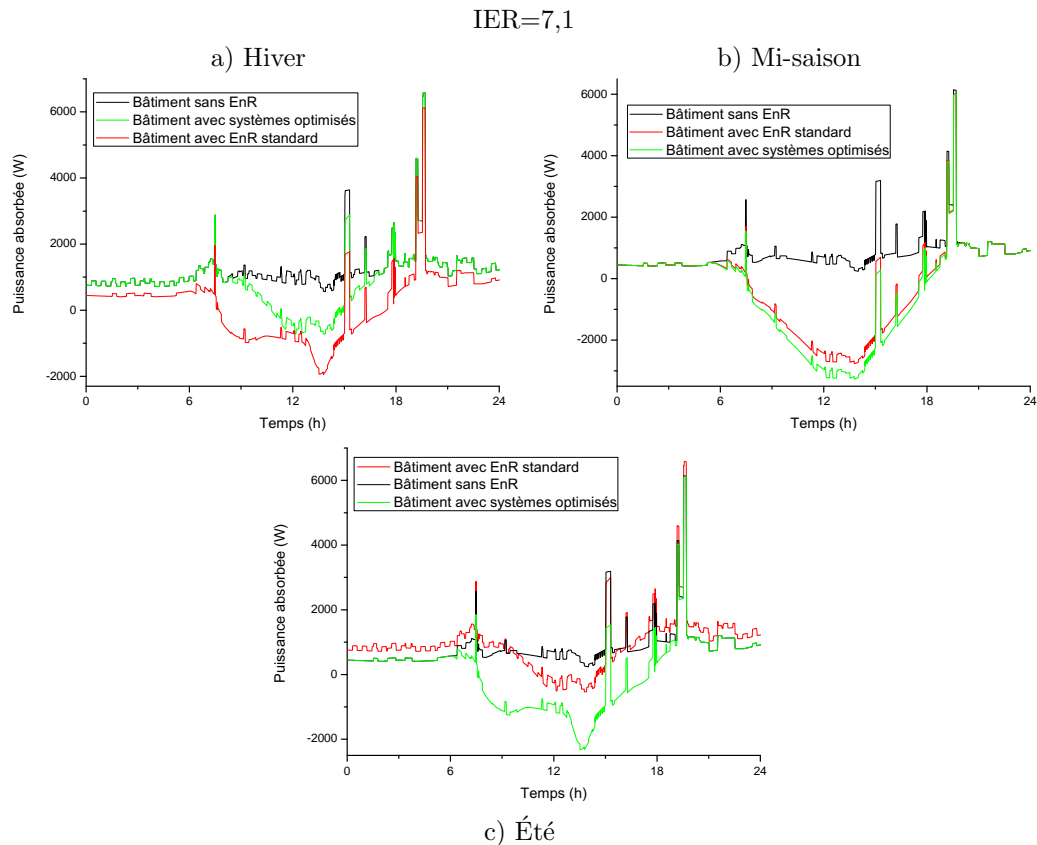 IER=7,1
a) Hiver
b) Mi-saison
Bâtiment sans EnR
Bâtiment avec systèmes optimisés
Bâtiment avec EnR standard
Puissance absorbée (W)
6000
4000
2000
0
-2000
0
6
12
18
24
Temps (h)
Bâtiment sans EnR
Bâtiment avec EnR standard
Bâtiment avec systèmes optimisés
Puissance absorbée (W)
6000
4000
2000
0
-2000
0
6
12
18
24
Temps (h)
Bâtiment avec EnR standard
Bâtiment sans EnR
Bâtiment avec systèmes optimisés
Puissance absorbée (W)
6000
4000
2000
0
-2000
0
6
12
18
24
Temps (h)
c) Été